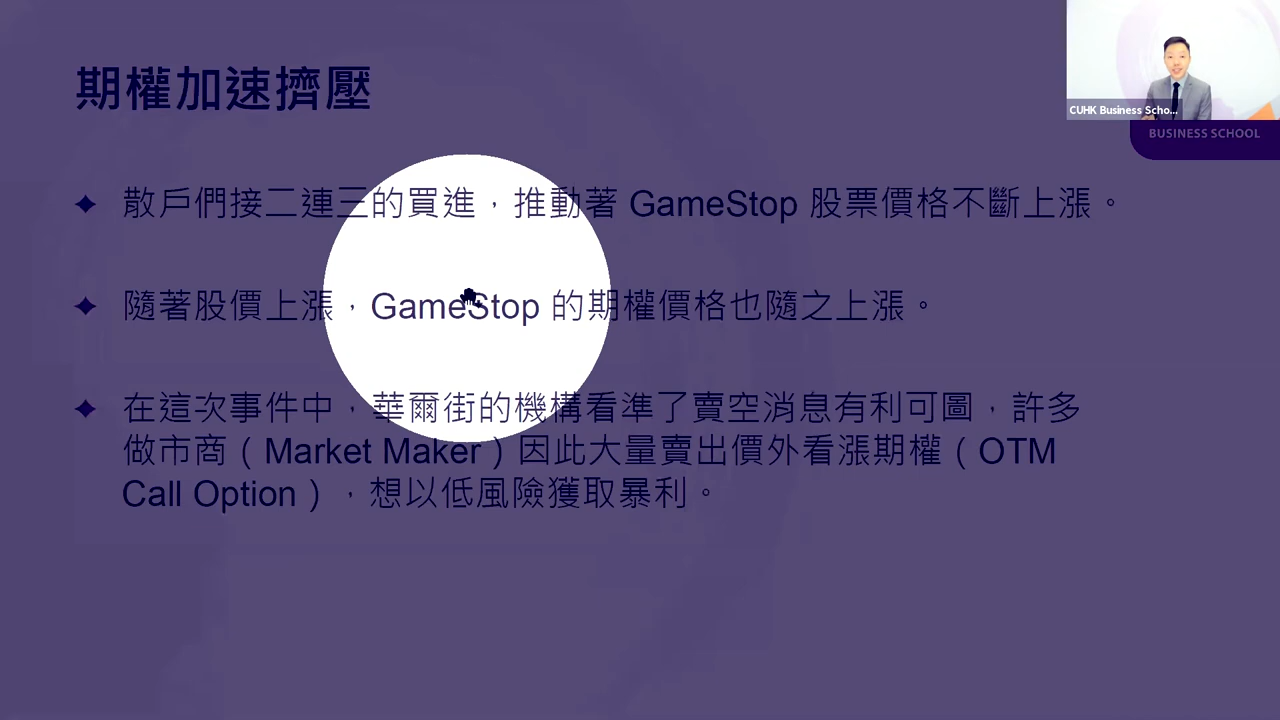 期權加速擠壓
CUHK Business Scho...
BUSINESS SCHOOL
✦ 散戶們接二連三的買進，推動著 GameStop 股票價格不斷上漲。
✦ 隨著股價上漲，GameStop 的期權價格也隨之上漲。
✦ 在這次事件中，華爾街的機構看準了賣空消息有利可圖，許多
做市商（Market Maker）因此大量賣出價外看漲期權（OTM
Call Option），想以低風險獲取暴利。